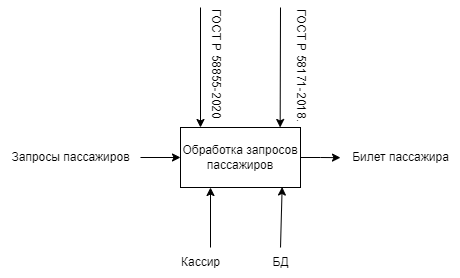 ГОСТ Р 58855-2020
ГОСТ Р 58171-2018.
Запросы пассажиров
Обработка запросов
пассажиров
Билет пассажира
Кассир
БД